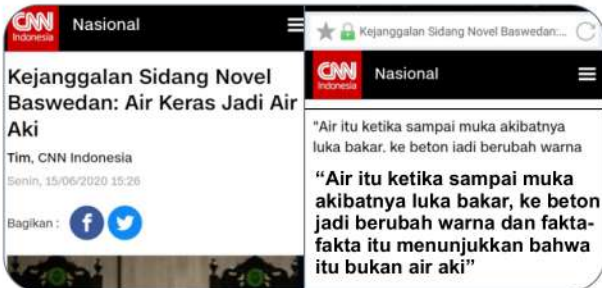 CNN
Indonesia
Nasional
Kejanggalan Sidang Novel
Baswedan: Air Keras Jadi Air
Aki
Tim, CNN Indonesia
Senin, 15/06/2020 15:26
Bagikan :
Kejanggalan Sidang Novel Baswedan:...
CNN
Indonesia
Nasional
"Air itu ketika sampai muka akibatnya
luka bakar, ke beton jadi berubah warna
“Air itu ketika sampai muka
akibatnya luka bakar, ke beton
jadi berubah warna dan fakta-
fakta itu menunjukkan bahwa
itu bukan air aki”